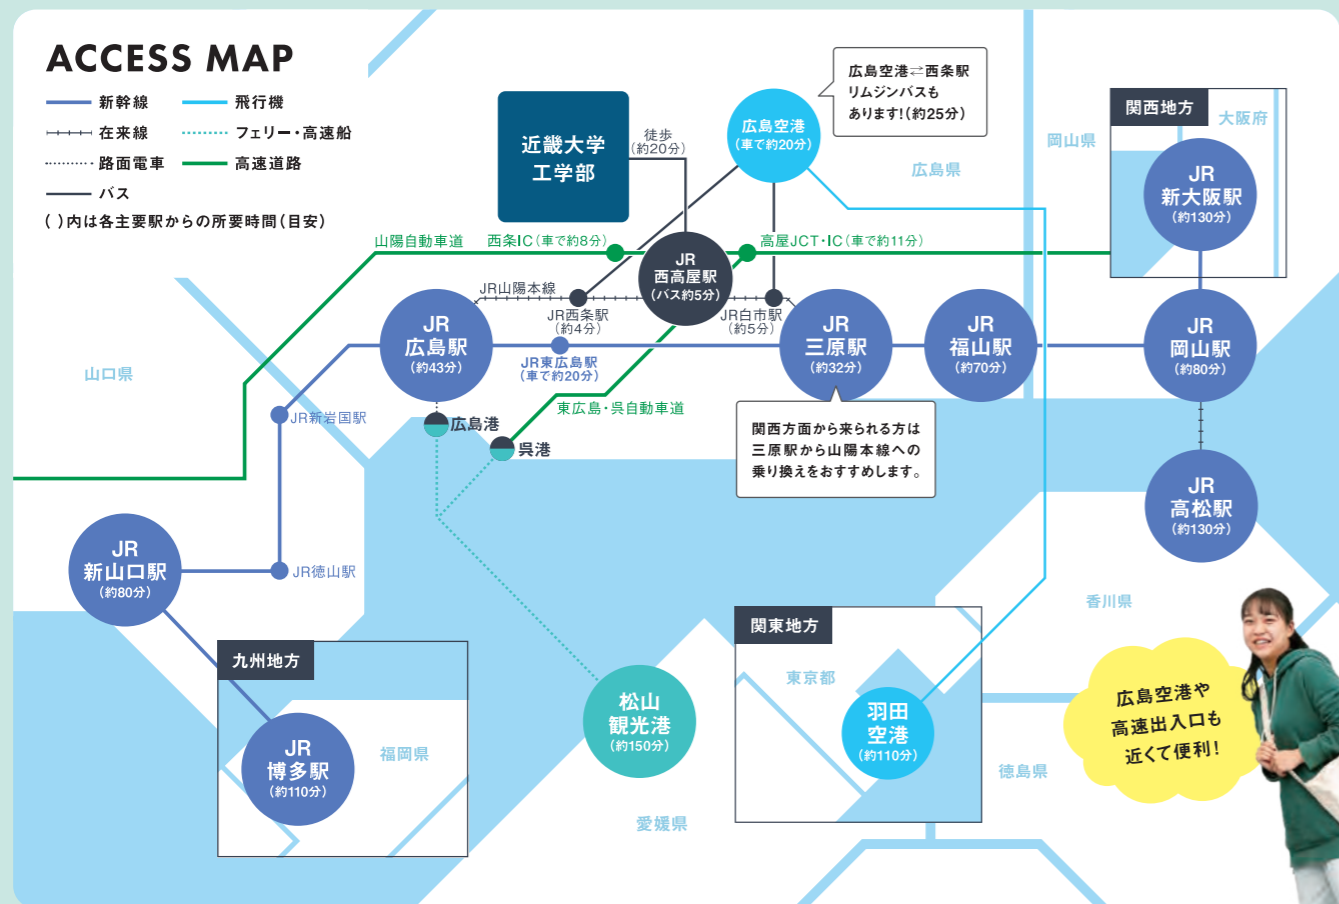 ACCESS MAP
新幹線
飛行機
在来線
フェリー・高速船
路面電車
高速道路
バス
( )内は各主要駅からの所要時間(目安)
近畿大学
工学部
徒歩
(約20分)
広島空港
(車で約20分)
広島空港⇄西条駅
リムジンバスも
あります!(約25分)
広島県
岡山県
関西地方
大阪府
JR
新大阪駅
(約130分)
山陽自動車道
西条IC(車で約8分)
高屋JCT・IC(車で約11分)
JR
西高屋駅
(バス約5分)
JR山陽本線
JR西条駅
(約4分)
JR白市駅
(約5分)
JR
広島駅
(約43分)
JR東広島駅
(車で約20分)
JR
三原駅
(約32分)
JR
福山駅
(約70分)
JR
岡山駅
(約80分)
山口県
JR新岩国駅
広島港
呉港
東広島・呉自動車道
関西方面から来られる方は
三原駅から山陽本線への
乗り換えをおすすめします。
JR
高松駅
(約130分)
JR
新山口駅
(約80分)
JR徳山駅
香川県
九州地方
JR
博多駅
(約110分)
福岡県
松山
観光港
(約150分)
愛媛県
関東地方
東京都
羽田
空港
(約110分)
徳島県
広島空港や
高速出入口も
近くて便利!